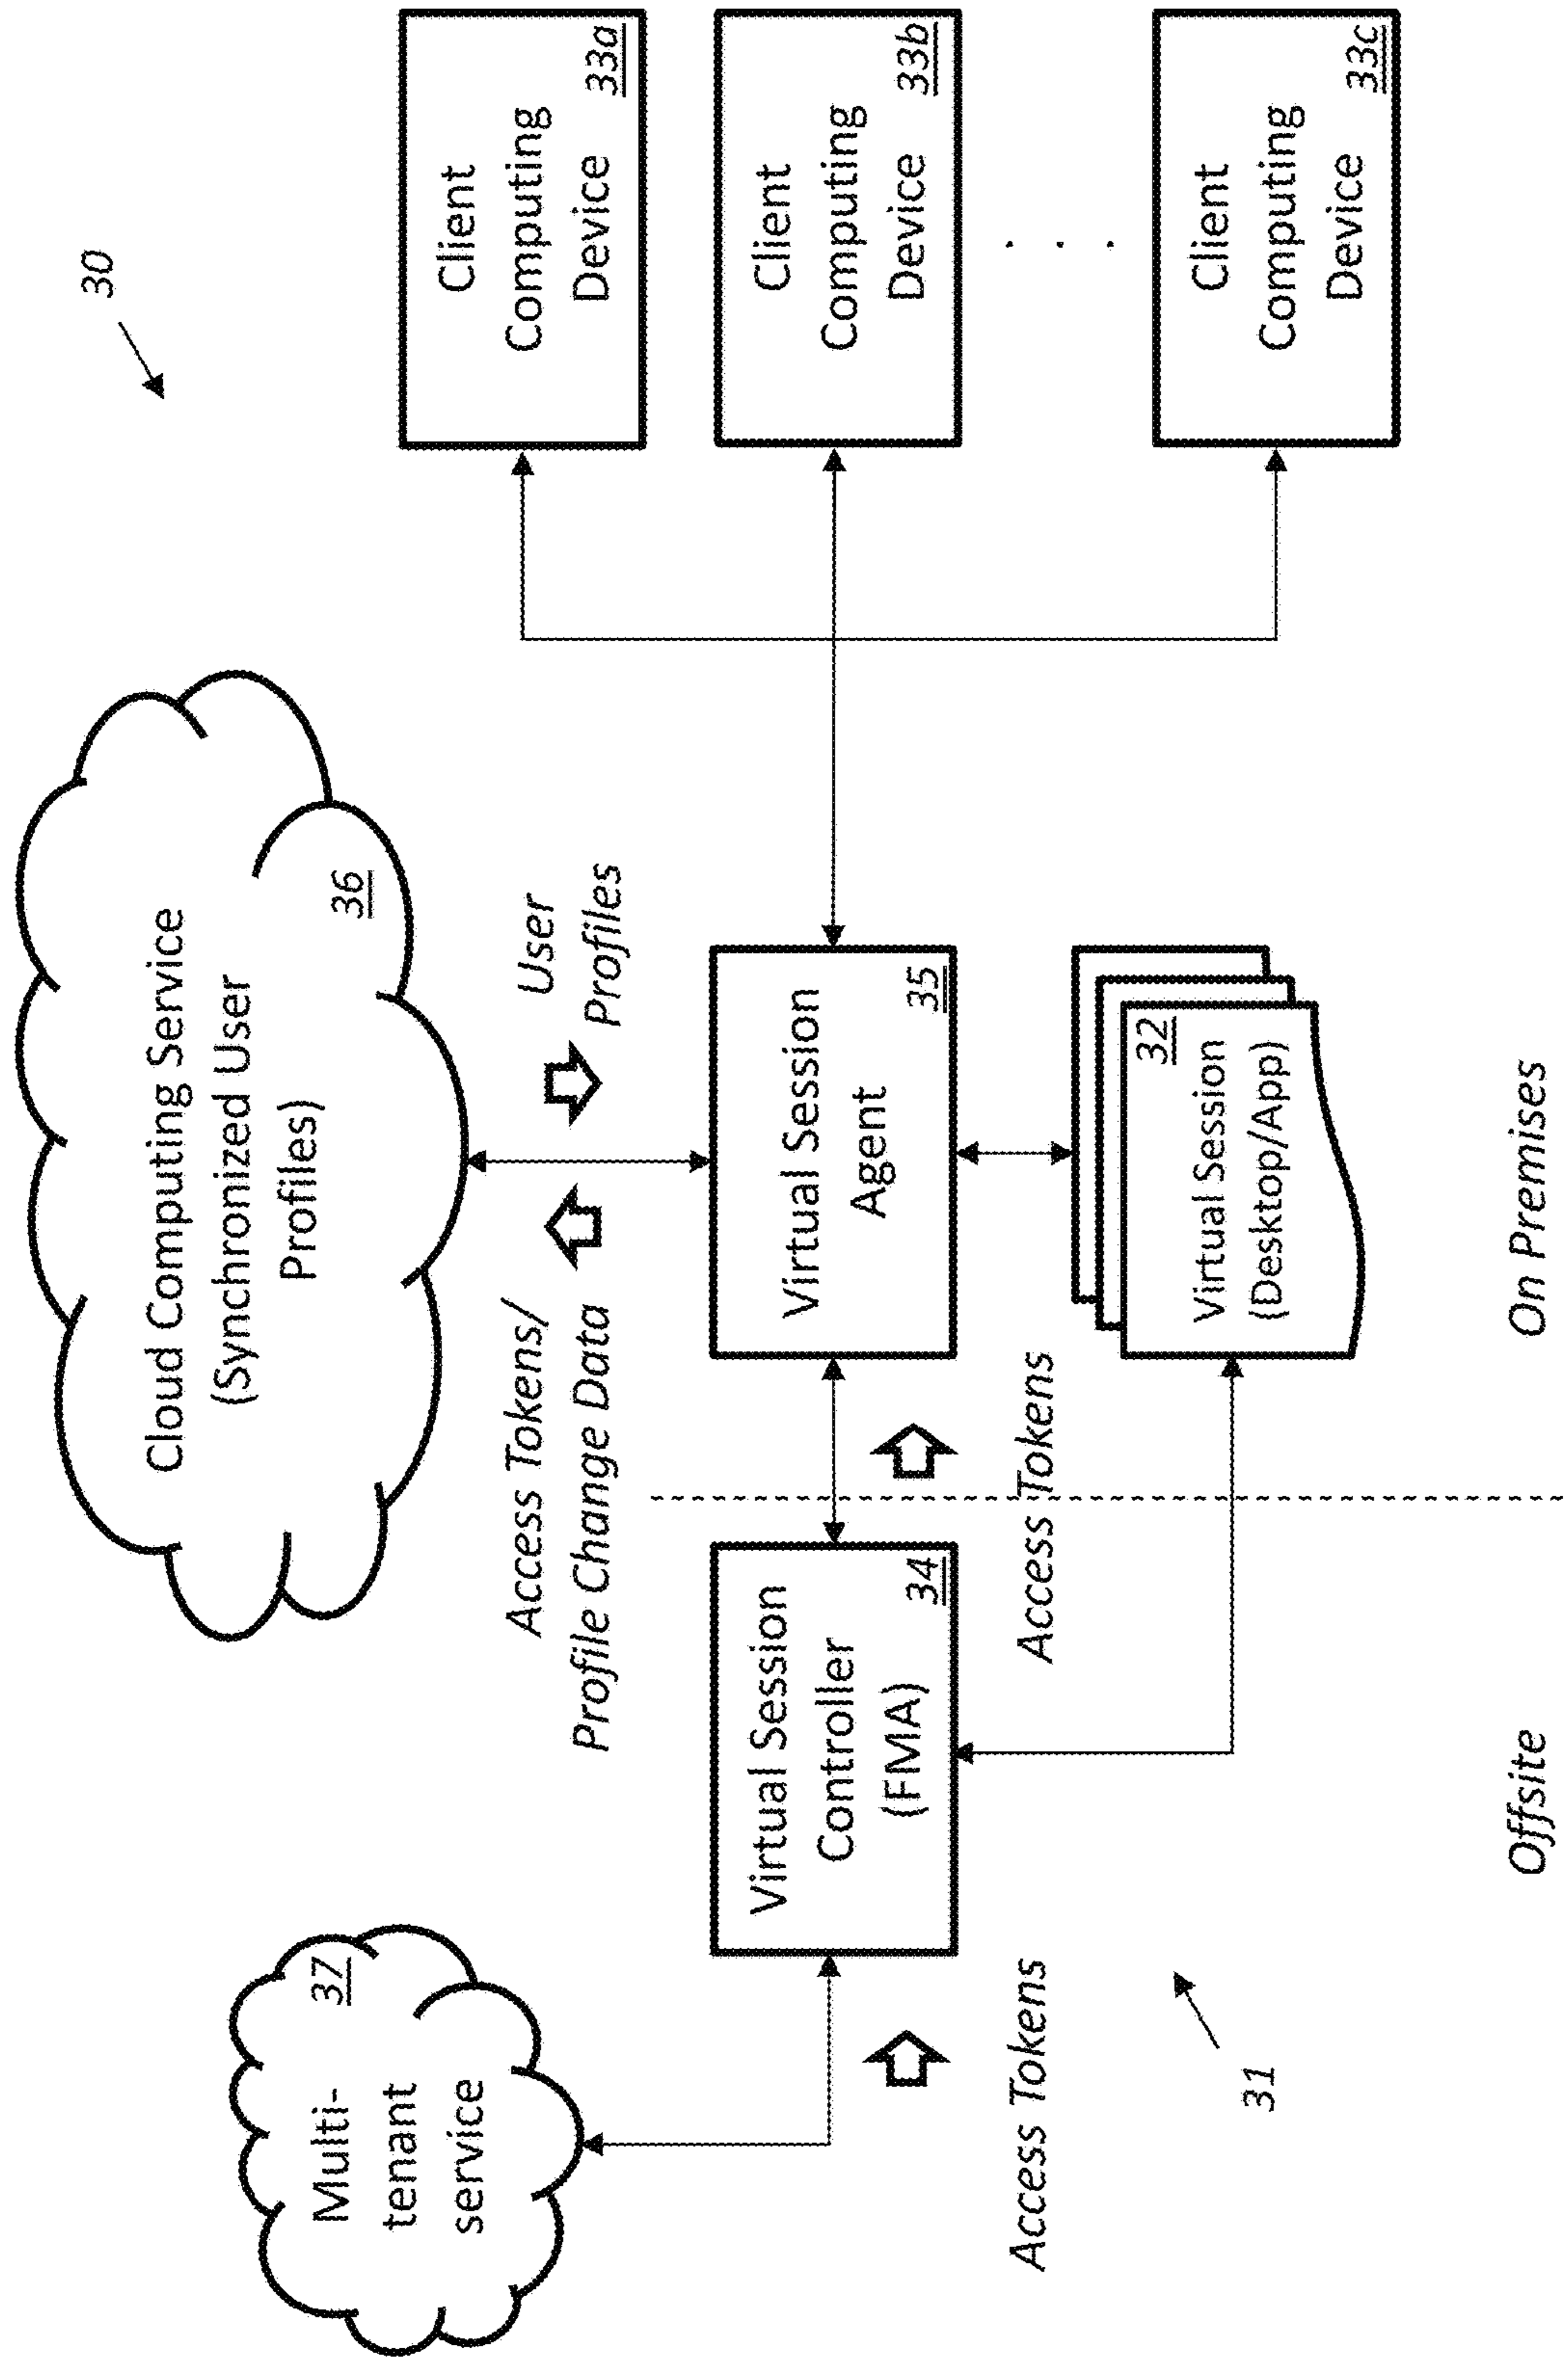 30
Cloud Computing Service
(Synchronized User
Profiles)
36
Multi-
tenant
service
37
Access Tokens/
Profile Change Data
User
Profiles
Client
Computing
Device
33a
Virtual Session
Controller
(FMA)
34
Virtual Session
Agent
35
Client
Computing
Device
33b
. . .
Access Tokens
Access Tokens
32
Virtual Session
(Desktop/App)
Client
Computing
Device
33c
31
Offsite
On Premises